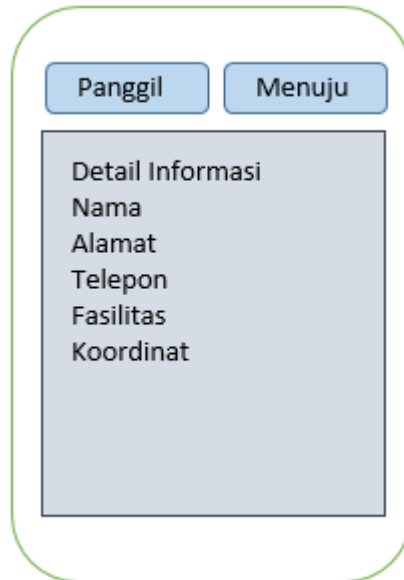 Panggil
Menuju
Detail Informasi
Nama
Alamat
Telepon
Fasilitas
Koordinat